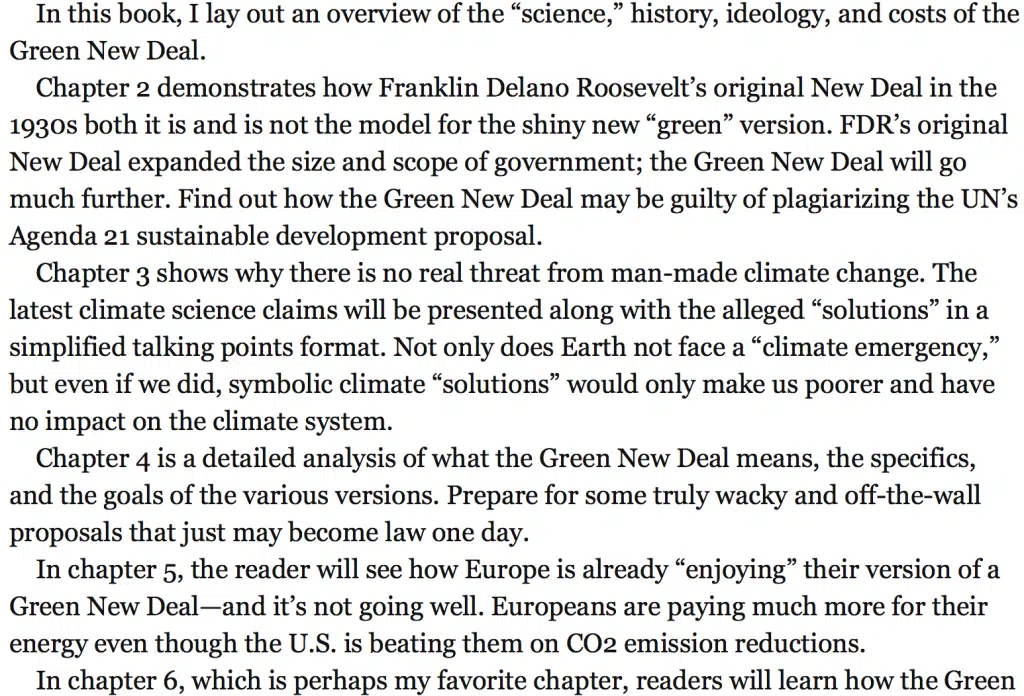 In this book, I lay out an overview of the “science,” history, ideology, and costs of the
Green New Deal.
Chapter 2 demonstrates how Franklin Delano Roosevelt’s original New Deal in the
1930s both it is and is not the model for the shiny new “green” version. FDR’s original
New Deal expanded the size and scope of government; the Green New Deal will go
much further. Find out how the Green New Deal may be guilty of plagiarizing the UN’s
Agenda 21 sustainable development proposal.
Chapter 3 shows why there is no real threat from man-made climate change. The
latest climate science claims will be presented along with the alleged “solutions” in a
simplified talking points format. Not only does Earth not face a “climate emergency,”
but even if we did, symbolic climate “solutions” would only make us poorer and have
no impact on the climate system.
Chapter 4 is a detailed analysis of what the Green New Deal means, the specifics,
and the goals of the various versions. Prepare for some truly wacky and off-the-wall
proposals that just may become law one day.
In chapter 5, the reader will see how Europe is already “enjoying” their version of a
Green New Deal—and it’s not going well. Europeans are paying much more for their
energy even though the U.S. is beating them on CO2 emission reductions.
In chapter 6, which is perhaps my favorite chapter, readers will learn how the Green